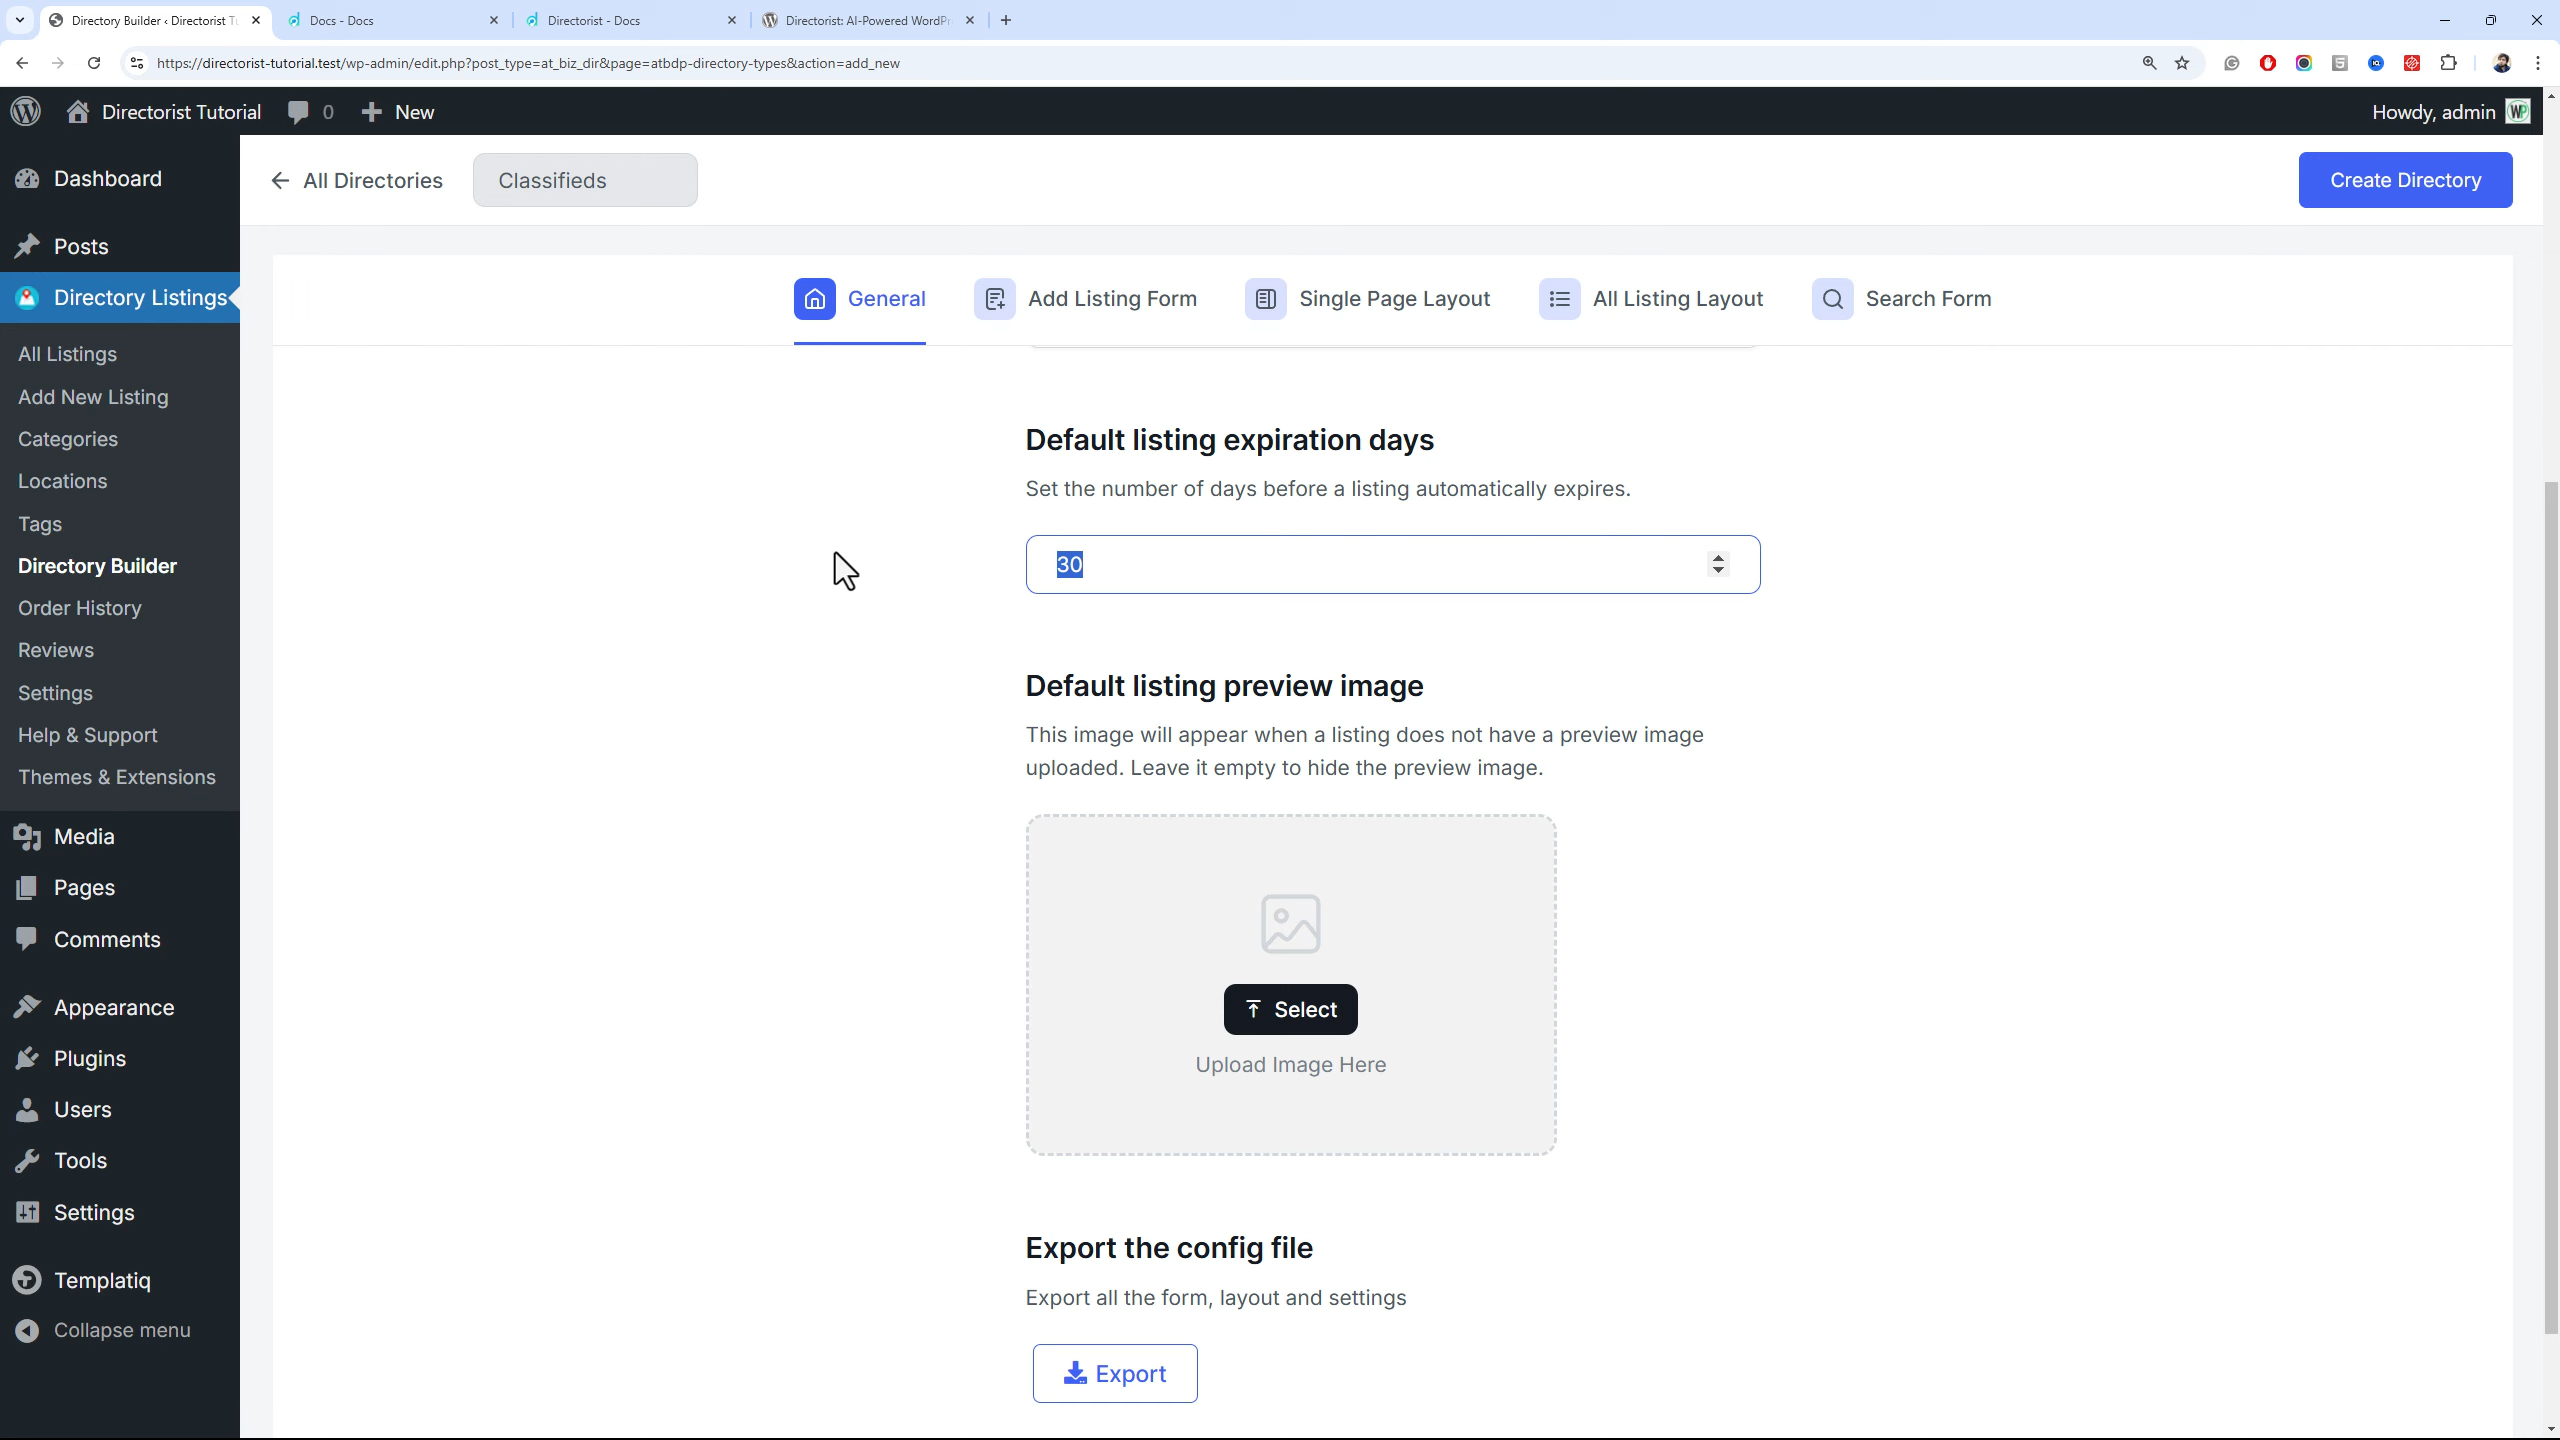 Directory Builder ‹ Directorist T
Docs - Docs
Directorist - Docs
Directorist: AI-Powered WordPr
https://directorist-tutorial.test/wp-admin/edit.php?post_type=at_biz_dir&page=atbdp-directory-types&action=add_new
Directorist Tutorial
0
New
Howdy, admin
Dashboard
Posts
Directory Listings
All Listings
Add New Listing
Categories
Locations
Tags
Directory Builder
Order History
Reviews
Settings
Help & Support
Themes & Extensions
Media
Pages
Comments
Appearance
Plugins
Users
Tools
Settings
Templatiq
Collapse menu
All Directories
Classifieds
Create Directory
General
Add Listing Form
Single Page Layout
All Listing Layout
Search Form
Default listing expiration days
Set the number of days before a listing automatically expires.
30
Default listing preview image
This image will appear when a listing does not have a preview image
uploaded. Leave it empty to hide the preview image.
Select
Upload Image Here
Export the config file
Export all the form, layout and settings
Export